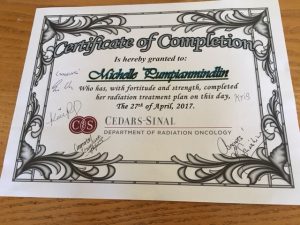 Certificate of Completion
Is hereby granted to:
Michelle Pumpianmindlin
Who has, with fortitude and strength, completed
her radiation treatment plan on this day,
The 27th of April, 2017.
CEDARS-SINAI
DEPARTMENT OF RADIATION ONCOLOGY